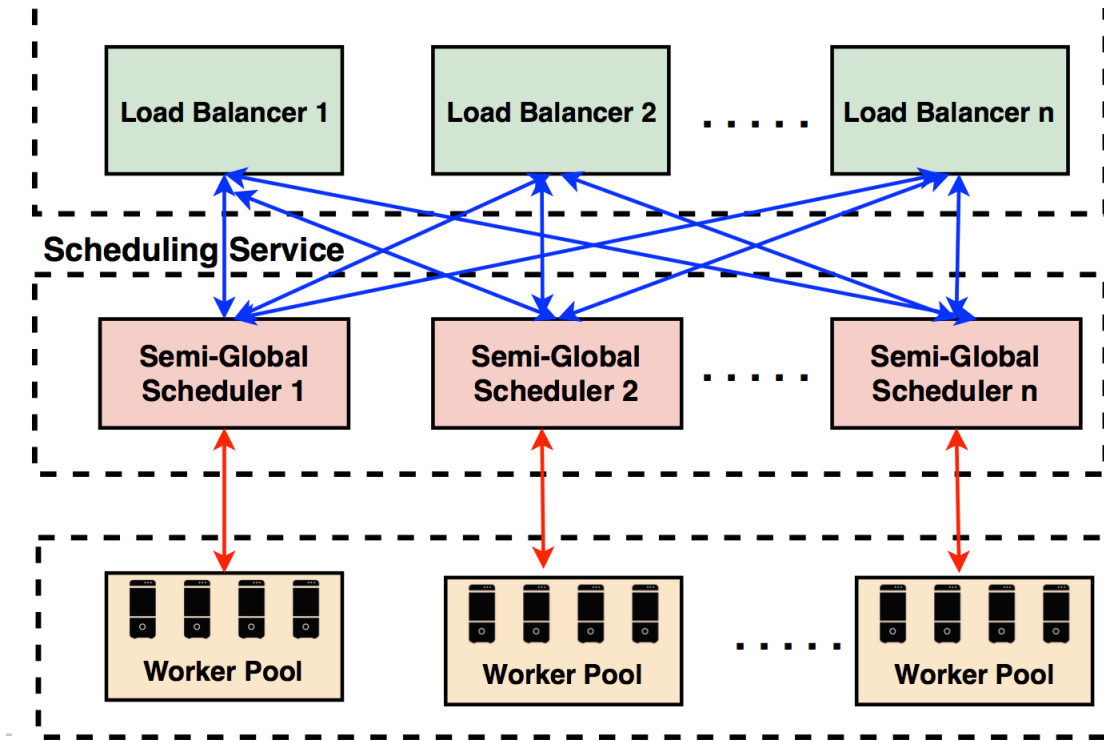 Load Balancer 1
Load Balancer 2
. . . . .
Load Balancer n
Scheduling Service
Semi-Global
Scheduler 1
Semi-Global
Scheduler 2
. . . . .
Semi-Global
Scheduler n
Worker Pool
Worker Pool
. . . . .
Worker Pool